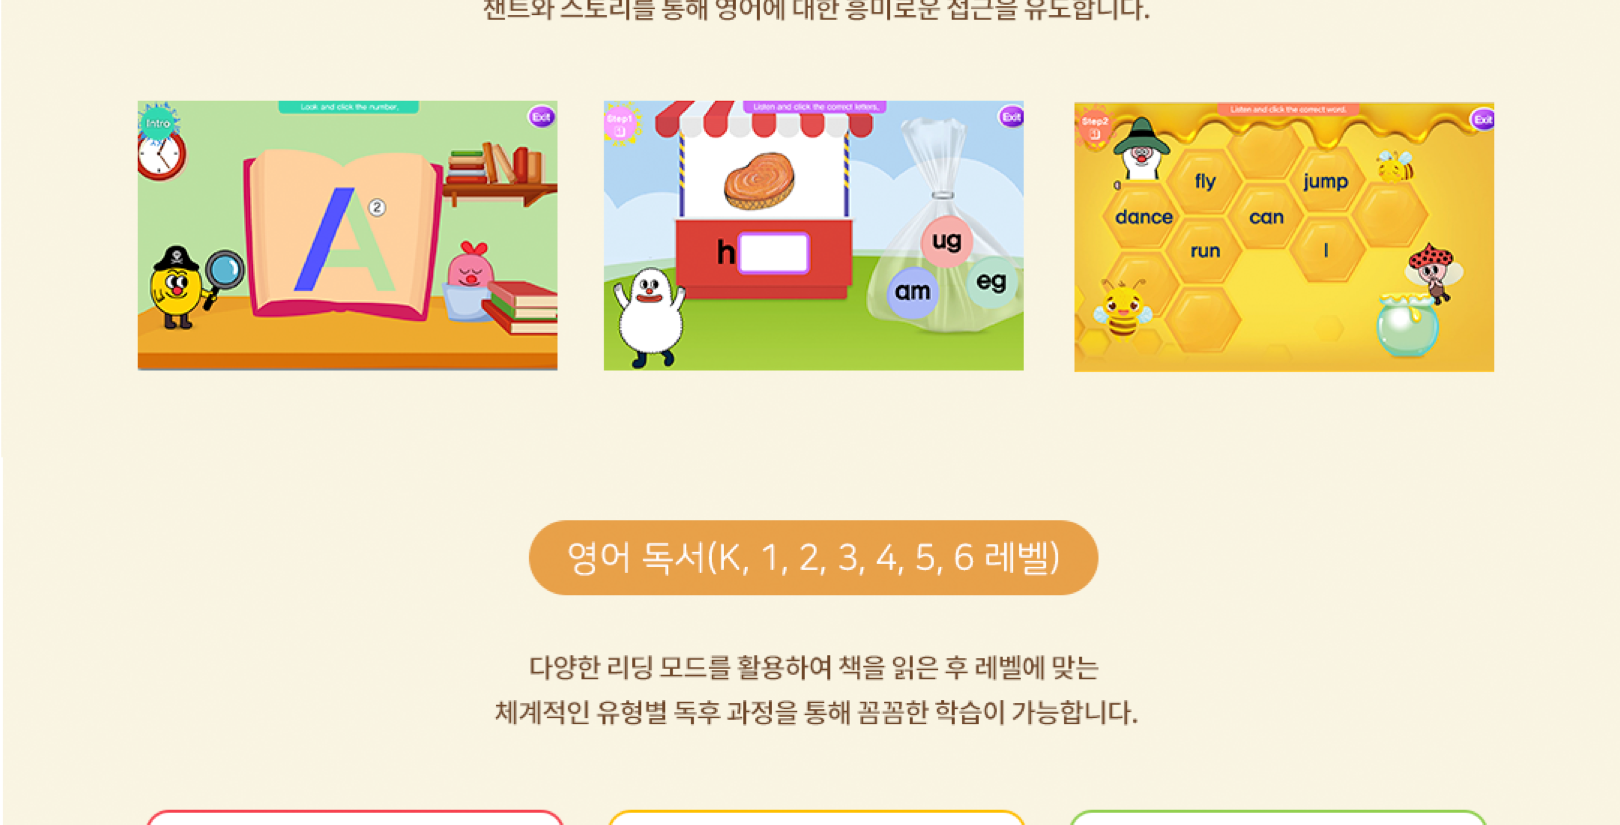 챈트와 스토리를 통해 영어에 대한 흥미로운 접근을 유도합니다.
Look and click the number.
Intro
Exit
A
2
Listen and click the correct letters.
Step1
Exit
h
ug
am
eg
Listen and click the correct word.
Step2
Exit
fly
jump
dance
can
run
I
영어 독서(K, 1, 2, 3, 4, 5, 6 레벨)
다양한 리딩 모드를 활용하여 책을 읽은 후 레벨에 맞는
체계적인 유형별 독후 과정을 통해 꼼꼼한 학습이 가능합니다.